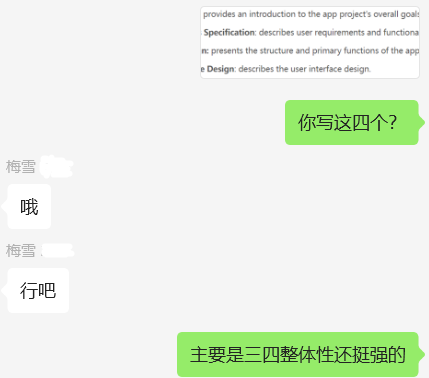 provides an introduction to the app project's overall goals
Specification: describes user requirements and functiona
n: presents the structure and primary functions of the app
e Design: describes the user interface design.
你写这四个?
梅雪
哦
梅雪
行吧
主要是三四整体性还挺强的